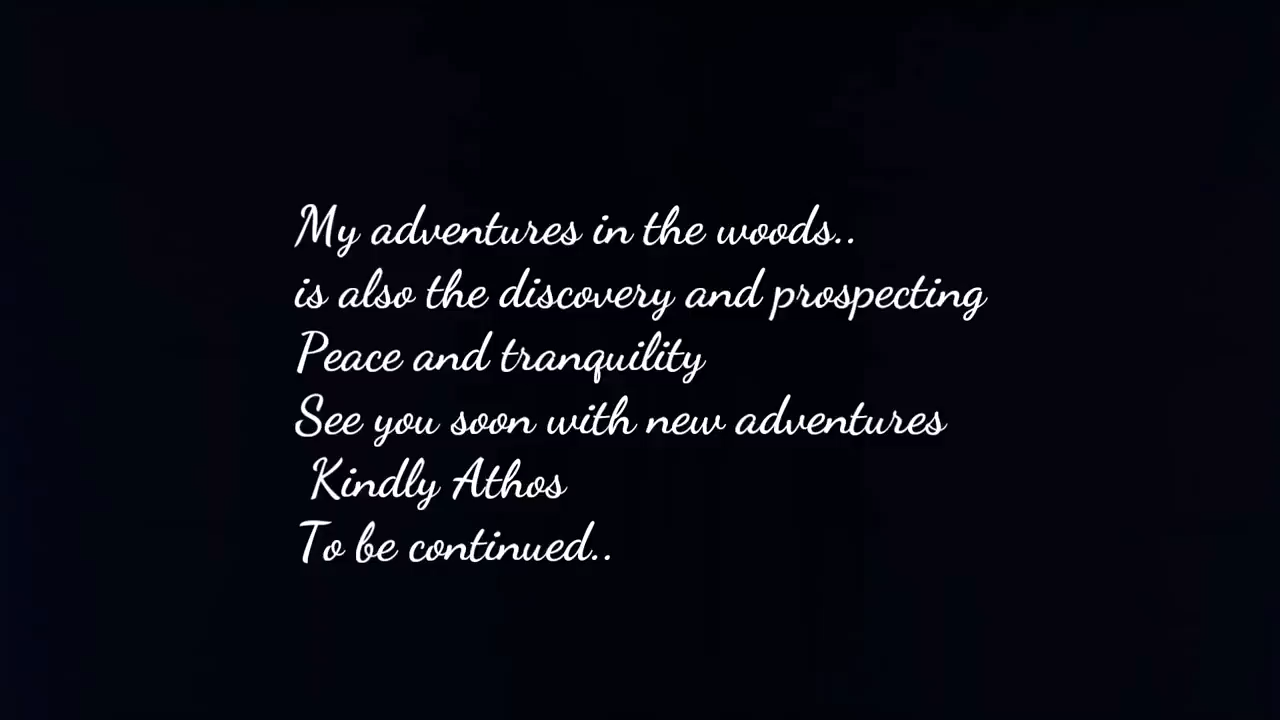 My adventures in the woods..
is also the discovery and prospecting
Peace and tranquility
See you soon with new adventures
Kindly Athos
To be continued..